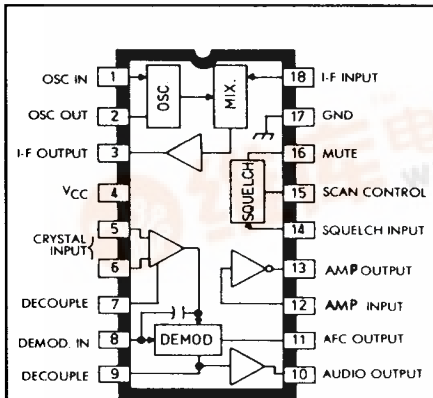 OSC IN 1
OSC OUT 2
I-F OUTPUT 3
VCC 4
CRYSTAL INPUT { 5
6
DECOUPLE 7
DEMOD. IN 8
DECOUPLE 9
18 I-F INPUT
17 GND
16 MUTE
15 SCAN CONTROL
14 SQUELCH INPUT
13 AMP OUTPUT
12 AMP INPUT
11 AFC OUTPUT
10 AUDIO OUTPUT
OSC.
MIX.
SQUELCH
DEMOD